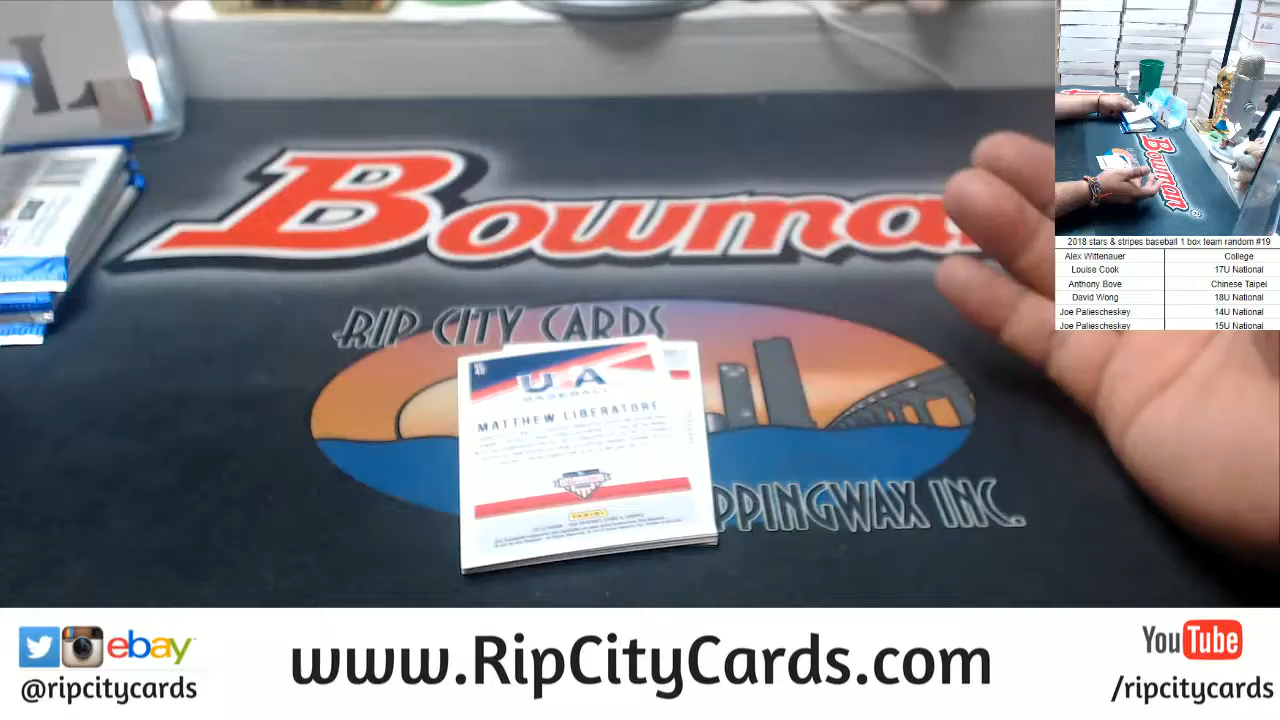 Bowman
RIP CITY CARDS
RIPPINGWAX INC.
USA
BASEBALL
MATTHEW LIBERATORE
PANINI
Bowman
2018 stars & stripes baseball 1 box team random #19
Alex Wittenauer College
Louise Cook 17U National
Anthony Bove Chinese Taipei
David Wong 18U National
Joe Paliescheskey 14U National
Joe Paliescheskey 15U National
ebay
@ripcitycards
www.RipCityCards.com
YouTube
/ripcitycards